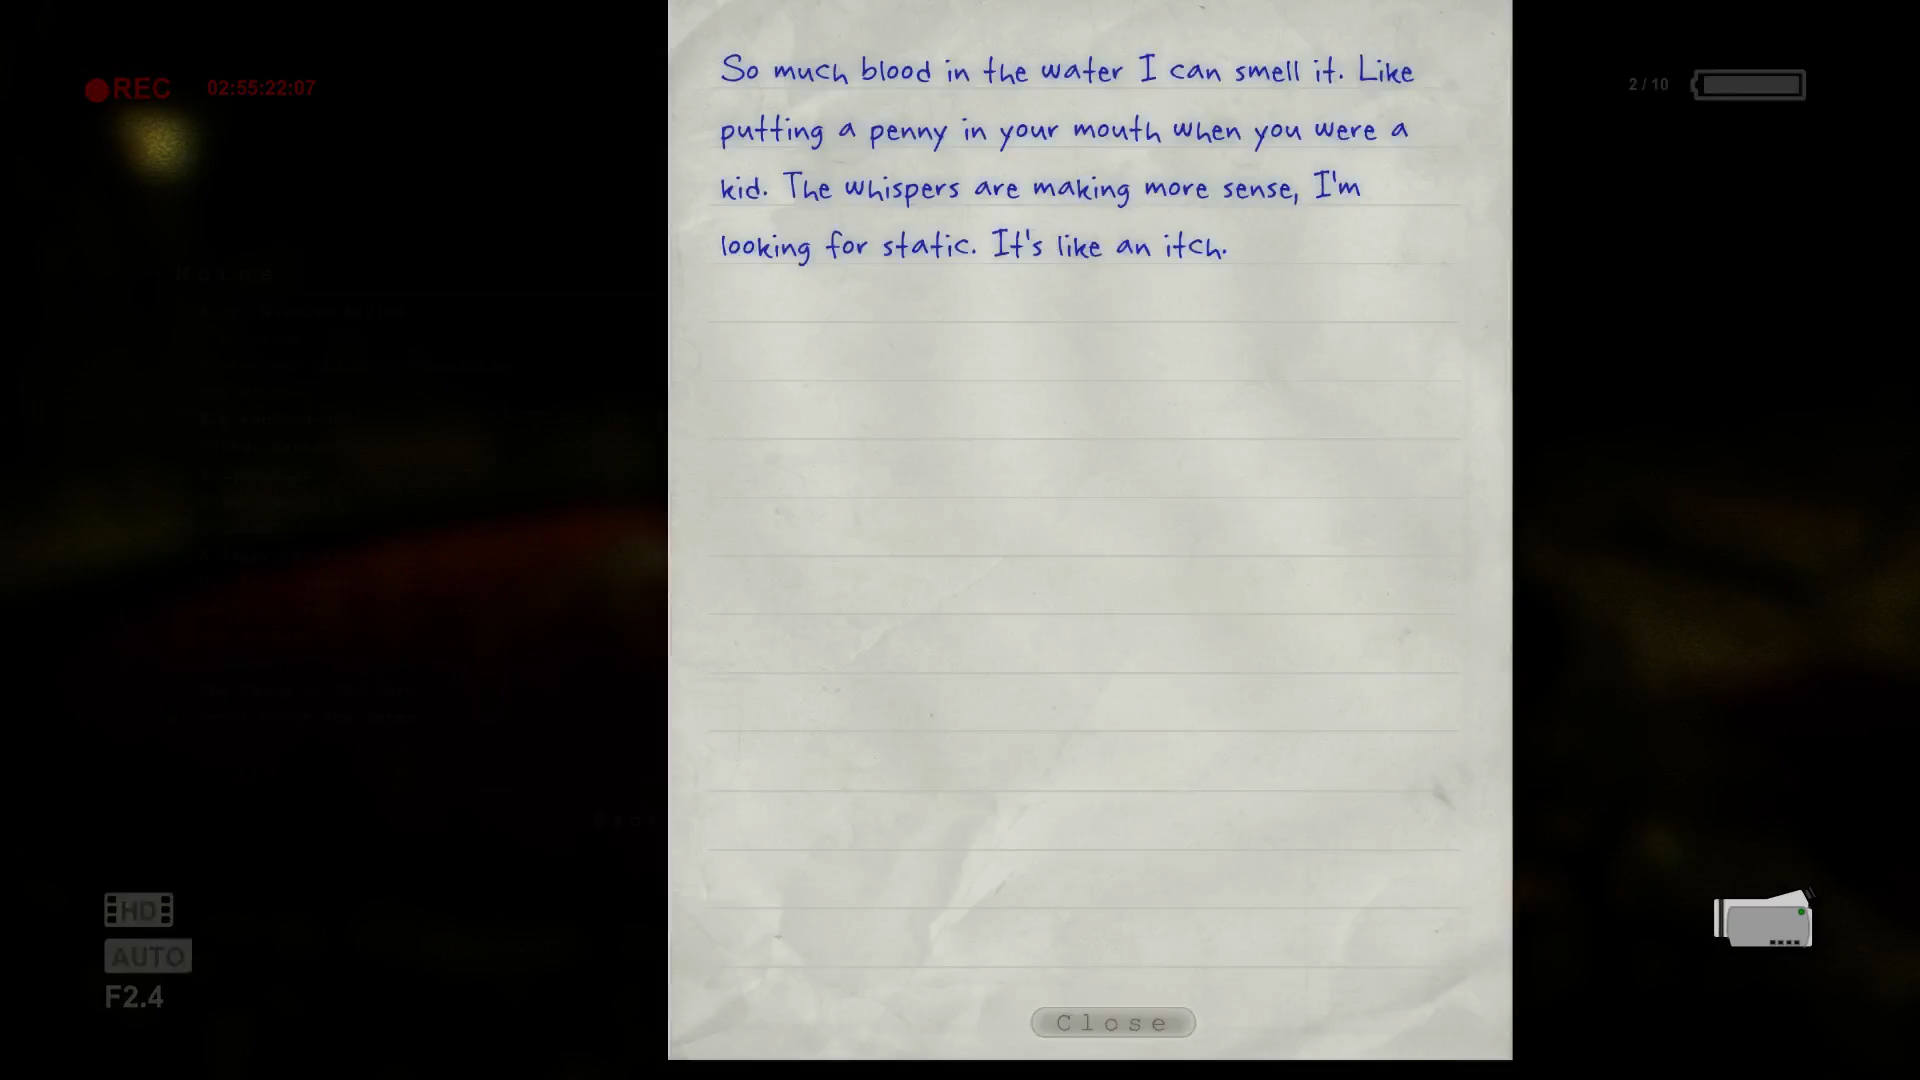 REC 02:55:22:07
2 / 10
So much blood in the water I can smell it. Like
putting a penny in your mouth when you were a
kid. The whispers are making more sense, I'm
looking for static. It's like an itch.
HD
AUTO
F2.4
Close